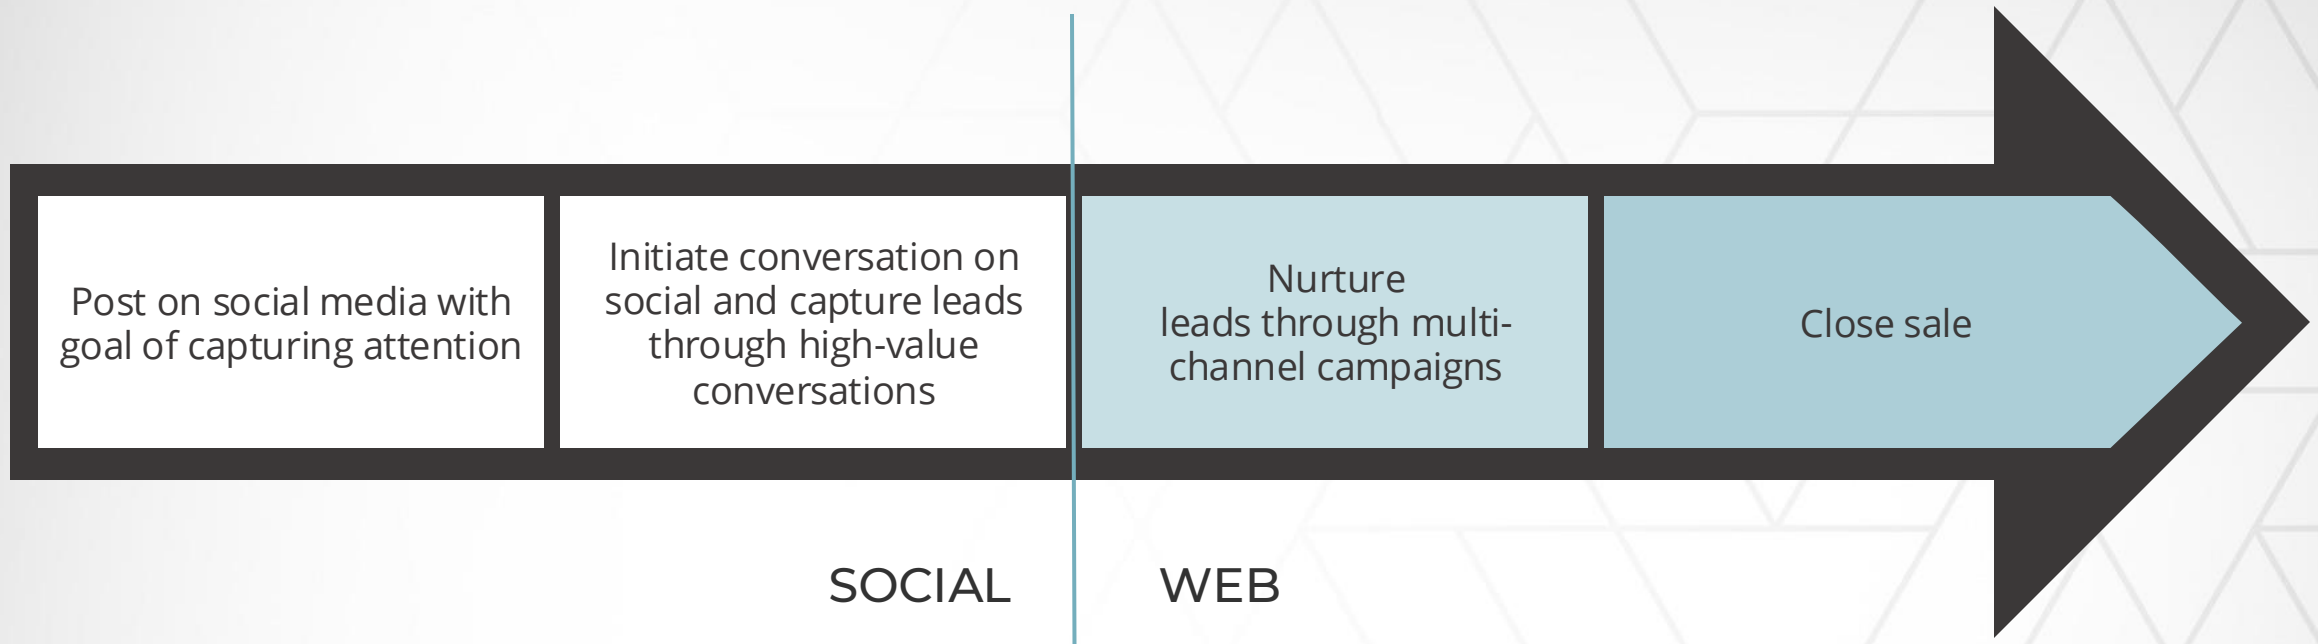 Post on social media with
goal of capturing attention
Initiate conversation on
social and capture leads
through high-value
conversations
Nurture
leads through multi-
channel campaigns
Close sale
SOCIAL
WEB